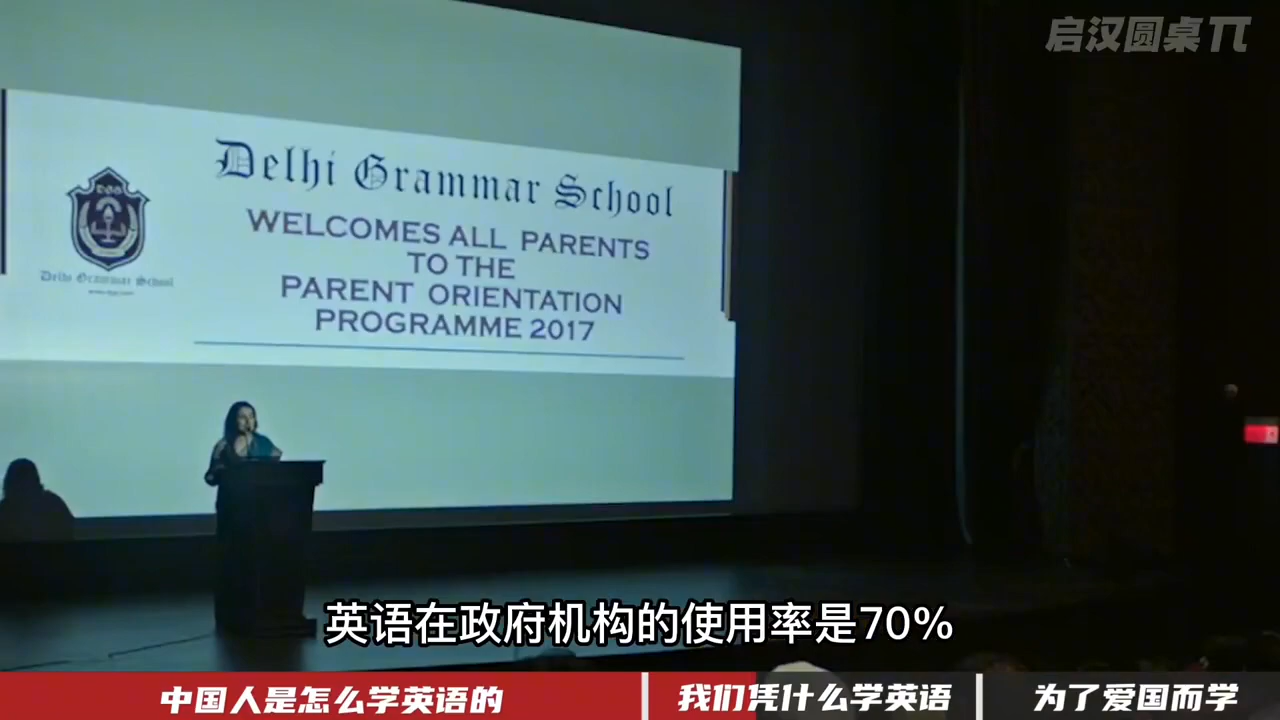 启汉圆桌π
Delhi Grammar School
WELCOMES ALL PARENTS
TO THE
PARENT ORIENTATION
PROGRAMME 2017
DGS
Delhi Grammar School
英语在政府机构的使用率是70%
中国人是怎么学英语的
我们凭什么学英语
为了爱国而学